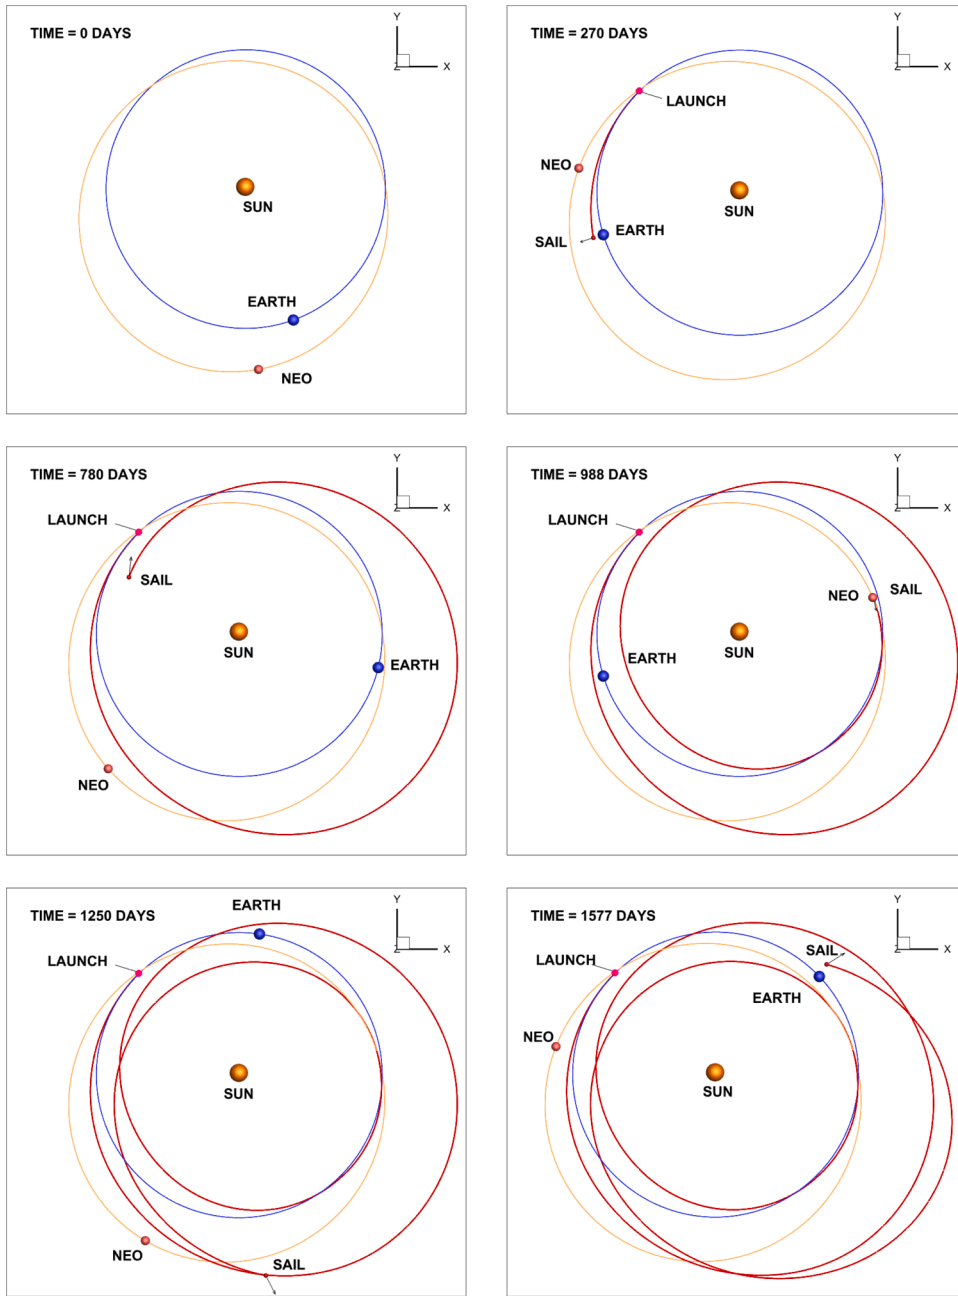 TIME = 0 DAYS
Y
Z
X
SUN
EARTH
NEO
TIME = 270 DAYS
Y
Z
X
LAUNCH
NEO
SUN
SAIL
EARTH
TIME = 780 DAYS
Y
Z
X
LAUNCH
SAIL
SUN
EARTH
NEO
TIME = 988 DAYS
Y
Z
X
LAUNCH
NEO
SAIL
SUN
EARTH
TIME = 1250 DAYS
EARTH
Y
Z
X
LAUNCH
SUN
NEO
SAIL
TIME = 1577 DAYS
Y
Z
X
SAIL
LAUNCH
EARTH
NEO
SUN